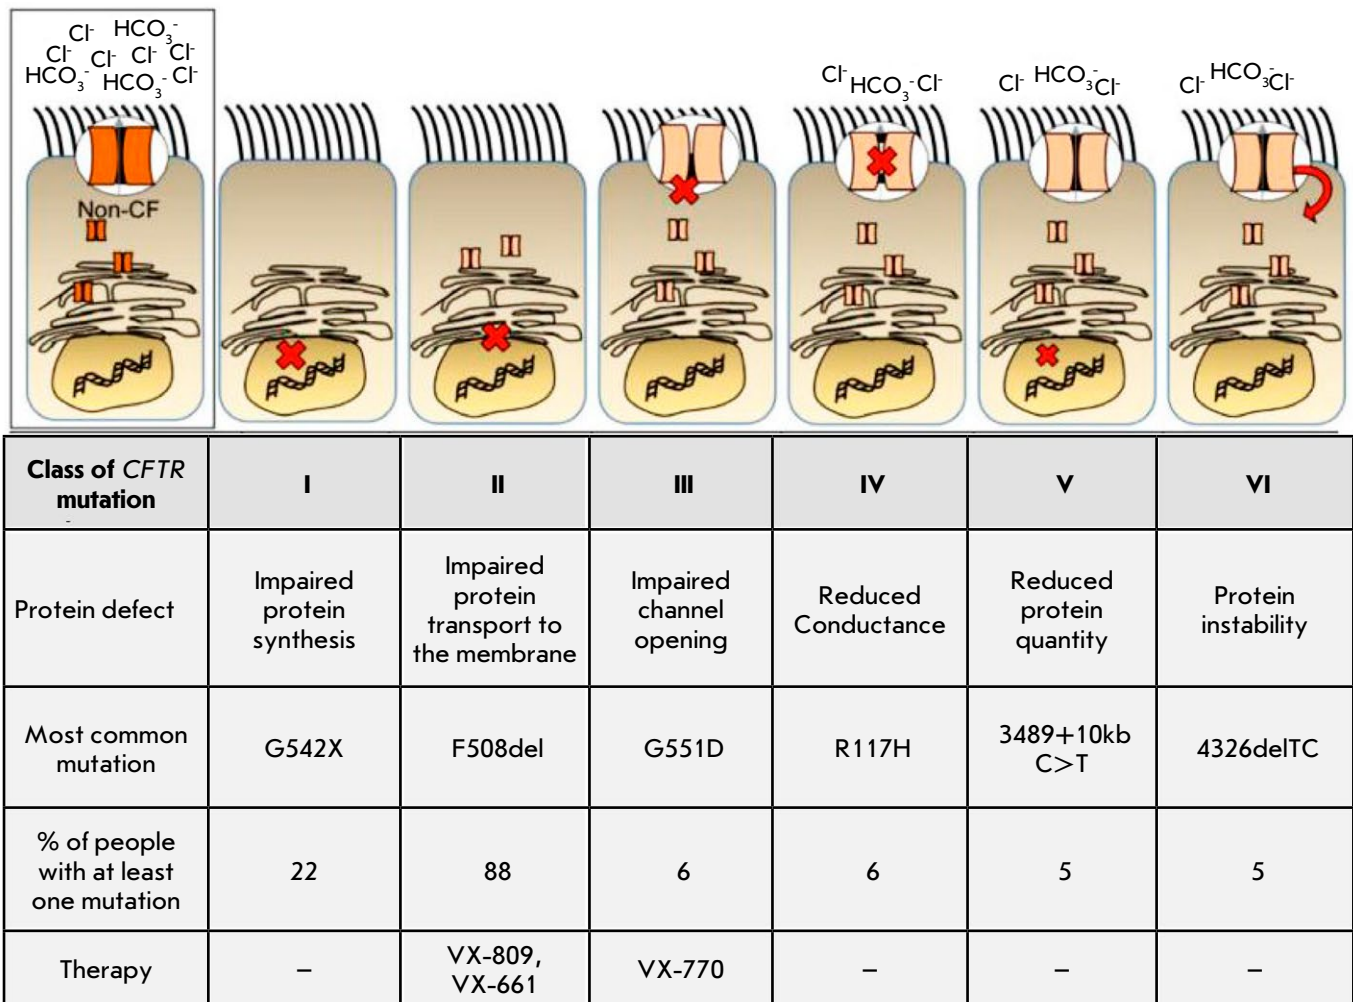 Cl⁻ HCO₃⁻
Cl⁻ Cl⁻ Cl⁻ Cl⁻
HCO₃⁻ HCO₃⁻ Cl⁻
Cl⁻ HCO₃⁻ Cl⁻
Cl⁻ HCO₃⁻ Cl⁻
Cl⁻ HCO₃⁻ Cl⁻
Non-CF
Class of CFTR
mutation
I
II
III
IV
V
VI
Protein defect
Impaired
protein
synthesis
Impaired
protein
transport to
the membrane
Impaired
channel
opening
Reduced
Conductance
Reduced
protein
quantity
Protein
instability
Most common
mutation
G542X
F508del
G551D
R117H
3489+10kb
C>T
4326delTC
% of people
with at least
one mutation
22
88
6
6
5
5
Therapy
–
VX-809,
VX-661
VX-770
–
–
–